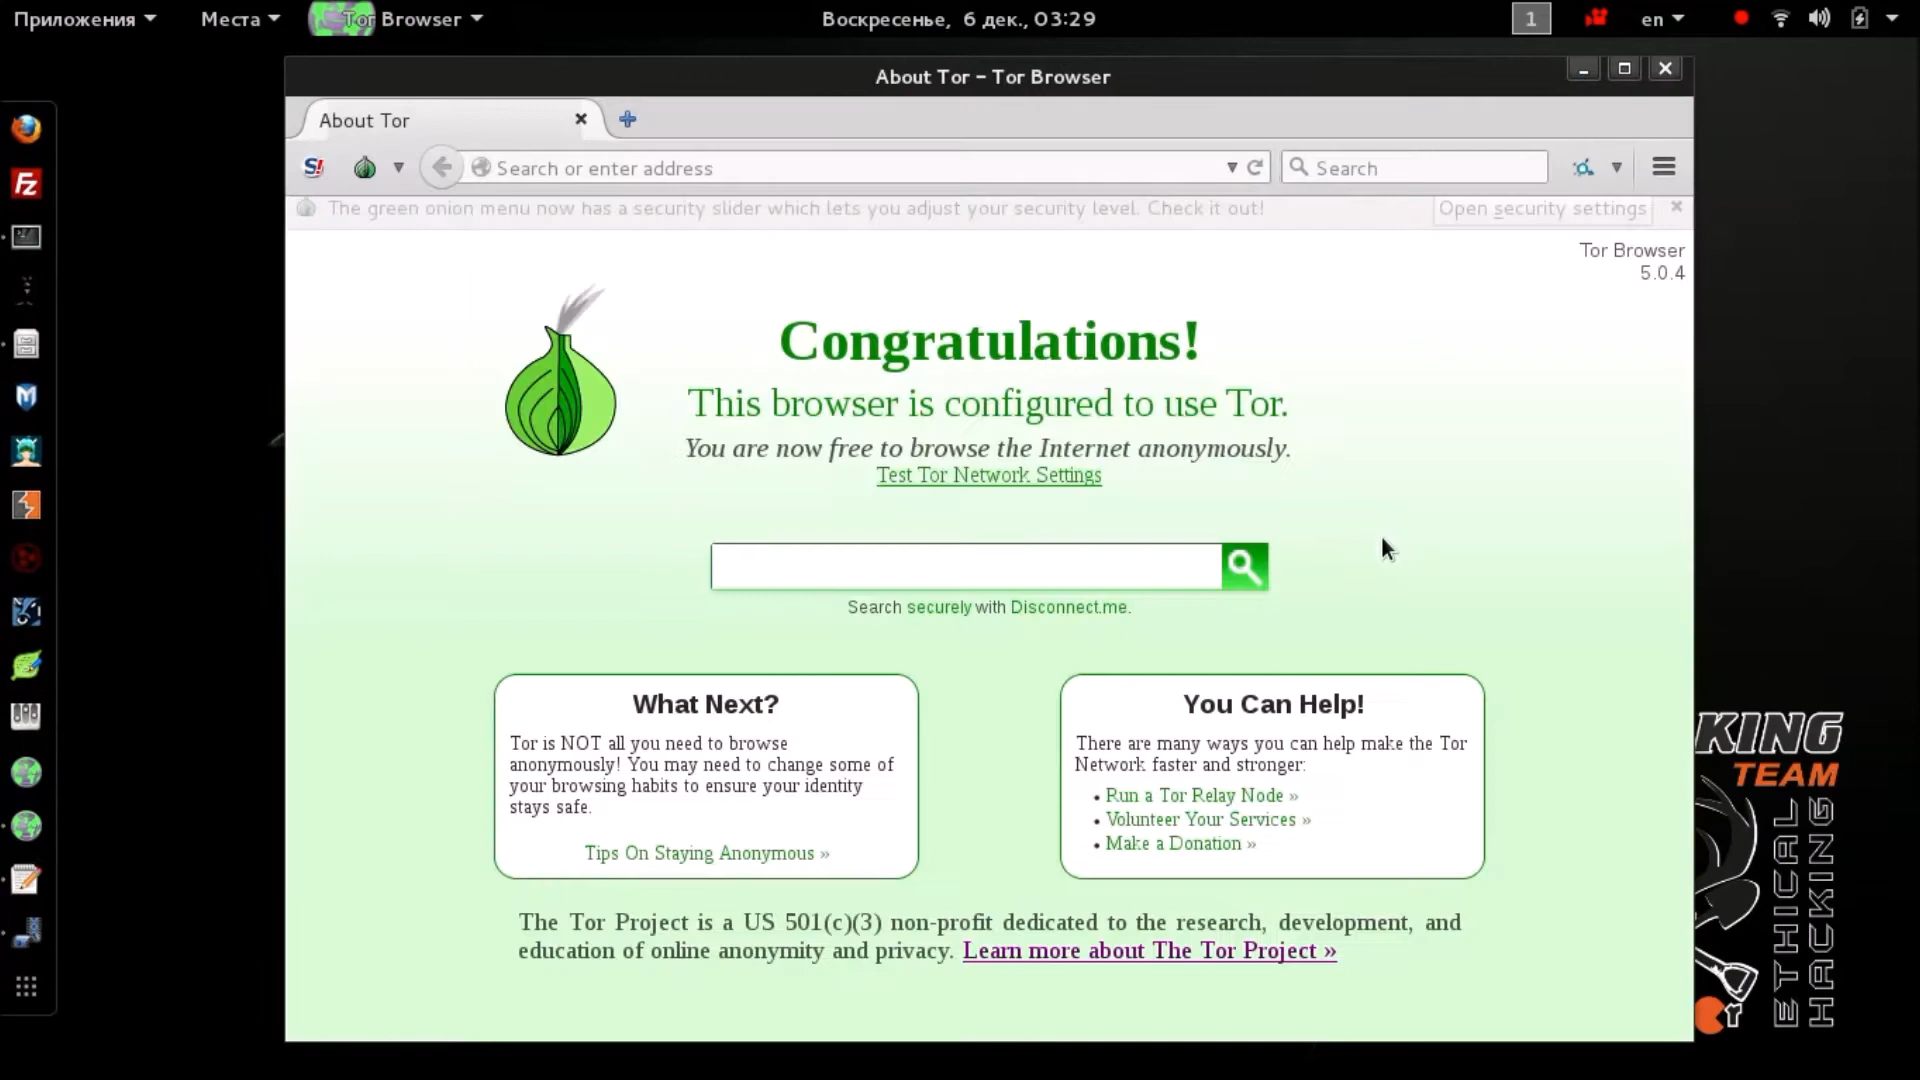 Приложения
Места
Tor Browser
Воскресенье, 6 дек., 03:29
1
en
About Tor – Tor Browser
About Tor
S!
Search or enter address
Search
The green onion menu now has a security slider which lets you adjust your security level. Check it out!
Open security settings
Tor Browser
5.0.4
Congratulations!
This browser is configured to use Tor.
You are now free to browse the Internet anonymously.
Test Tor Network Settings
Search securely with Disconnect.me.
What Next?
Tor is NOT all you need to browse
anonymously! You may need to change some of
your browsing habits to ensure your identity
stays safe.
Tips On Staying Anonymous »
You Can Help!
There are many ways you can help make the Tor
Network faster and stronger:
• Run a Tor Relay Node »
• Volunteer Your Services »
• Make a Donation »
The Tor Project is a US 501(c)(3) non-profit dedicated to the research, development, and
education of online anonymity and privacy. Learn more about The Tor Project »
Fz
KING
TEAM
ETHICAL
HACKING